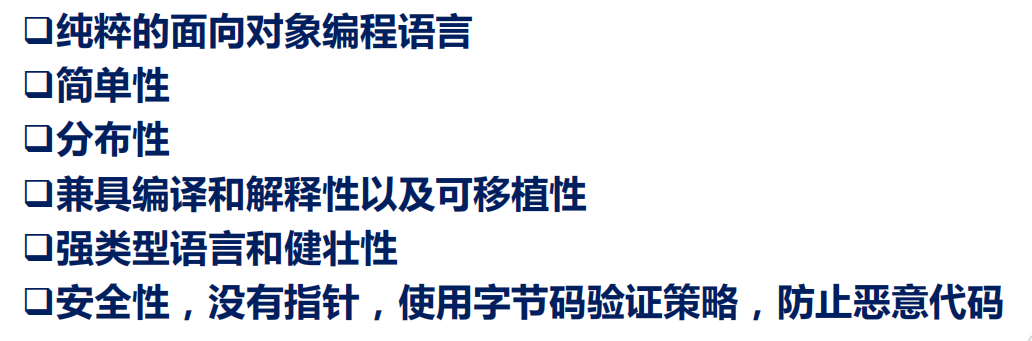 ❑纯粹的面向对象编程语言
❑简单性
❑分布性
❑兼具编译和解释性以及可移植性
❑强类型语言和健壮性
❑安全性，没有指针，使用字节码验证策略，防止恶意代码